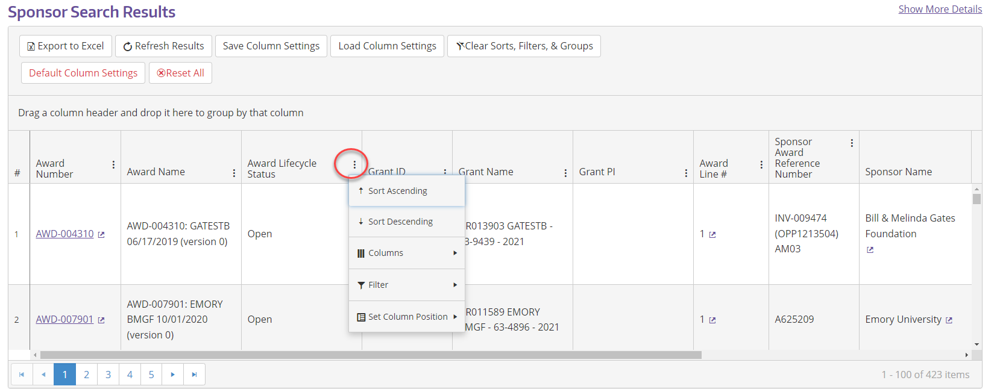 Sponsor Search Results
Show More Details
Export to Excel
Refresh Results
Save Column Settings
Load Column Settings
Clear Sorts, Filters, & Groups
Default Column Settings
Reset All
Drag a column header and drop it here to group by that column
#
Award
Number
Award Name
Award Lifecycle
Status
Grant ID
Grant Name
Grant PI
Award
Line #
Sponsor
Award
Reference
Number
Sponsor Name
Sort Ascending
Sort Descending
Columns
Filter
Set Column Position
1
AWD-004310
AWD-004310: GATESTB
06/17/2019 (version 0)
Open
R013903 GATESTB -
3-9439 - 2021
1
INV-009474
(OPP1213504)
AM03
Bill & Melinda Gates
Foundation
2
AWD-007901
AWD-007901: EMORY
BMGF 10/01/2020
(version 0)
Open
R011589 EMORY
MGF - 63-4896 - 2021
1
A625209
Emory University
1
2
3
4
5
1 - 100 of 423 items